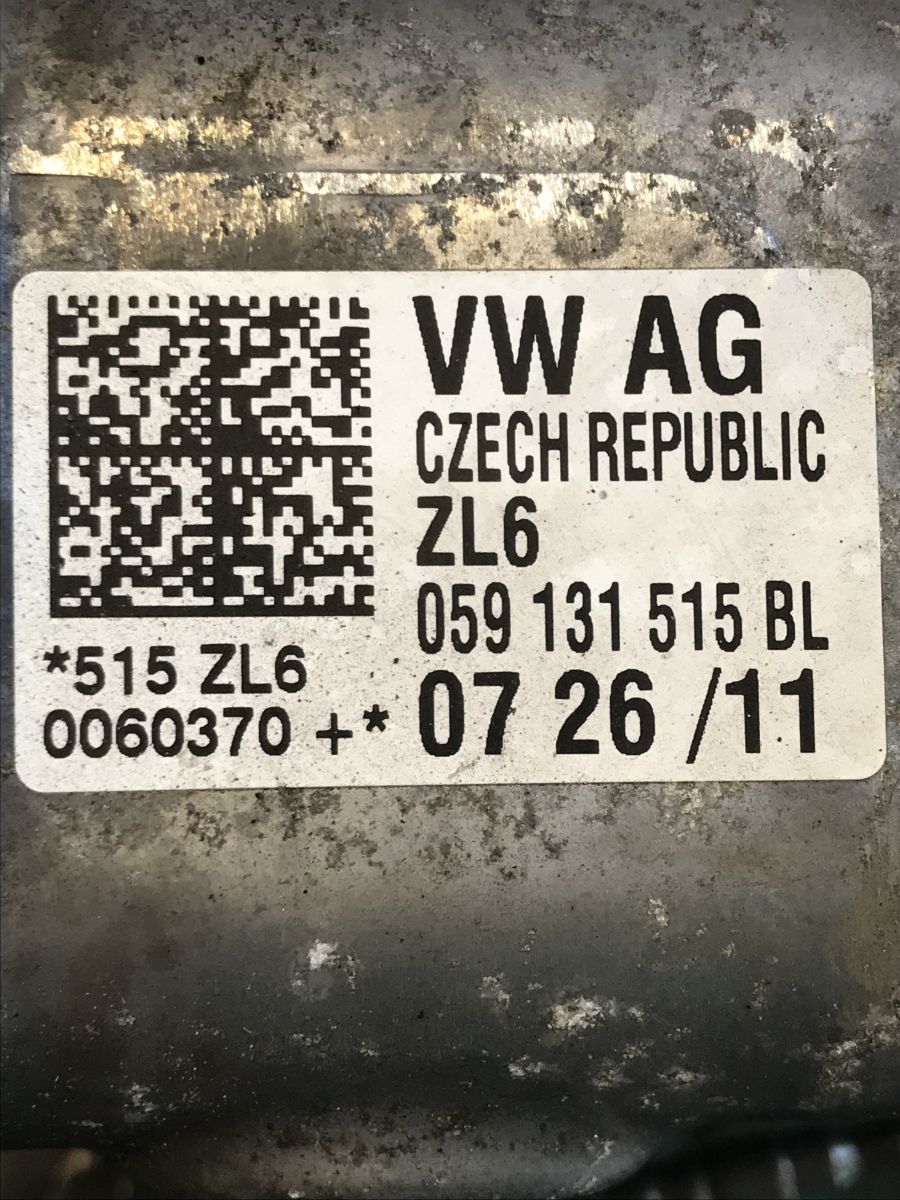 VW AG
CZECH REPUBLIC
ZL6
059 131 515 BL
07 26 /11
*515 ZL6
0060370 +*